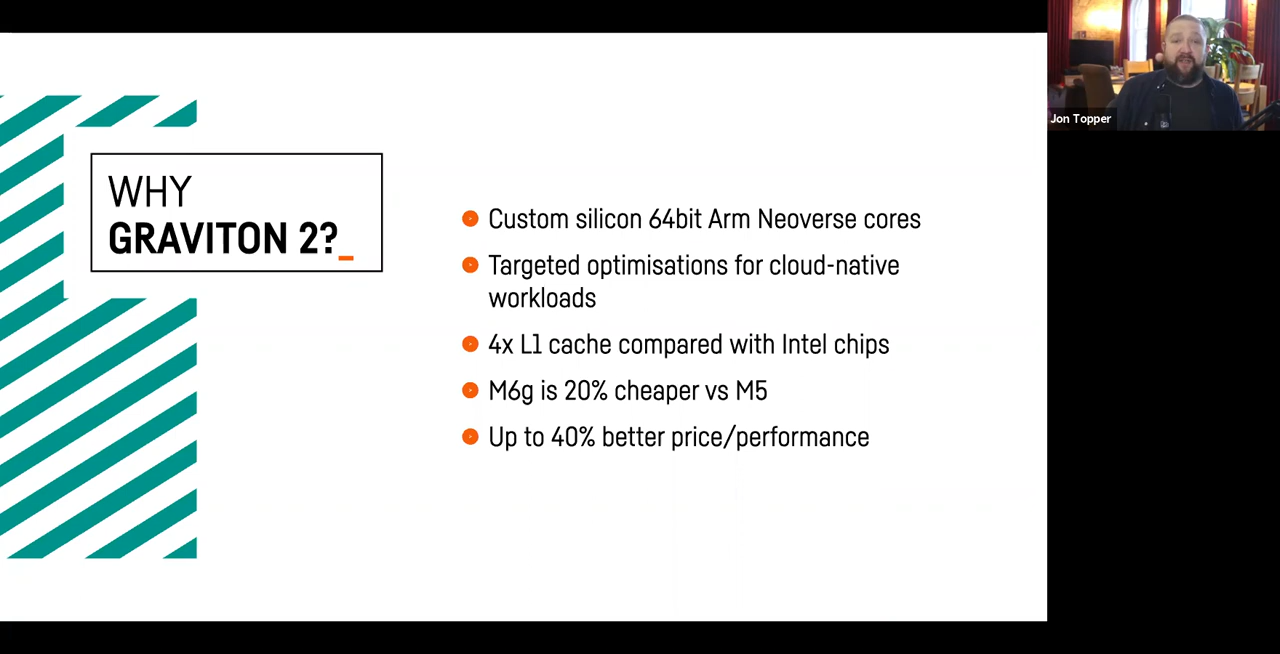 WHY
GRAVITON 2?_
Custom silicon 64bit Arm Neoverse cores
Targeted optimisations for cloud-native
workloads
4x L1 cache compared with Intel chips
M6g is 20% cheaper vs M5
Up to 40% better price/performance
Jon Topper